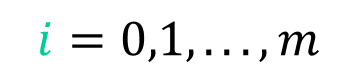 i = 0,1,...,m